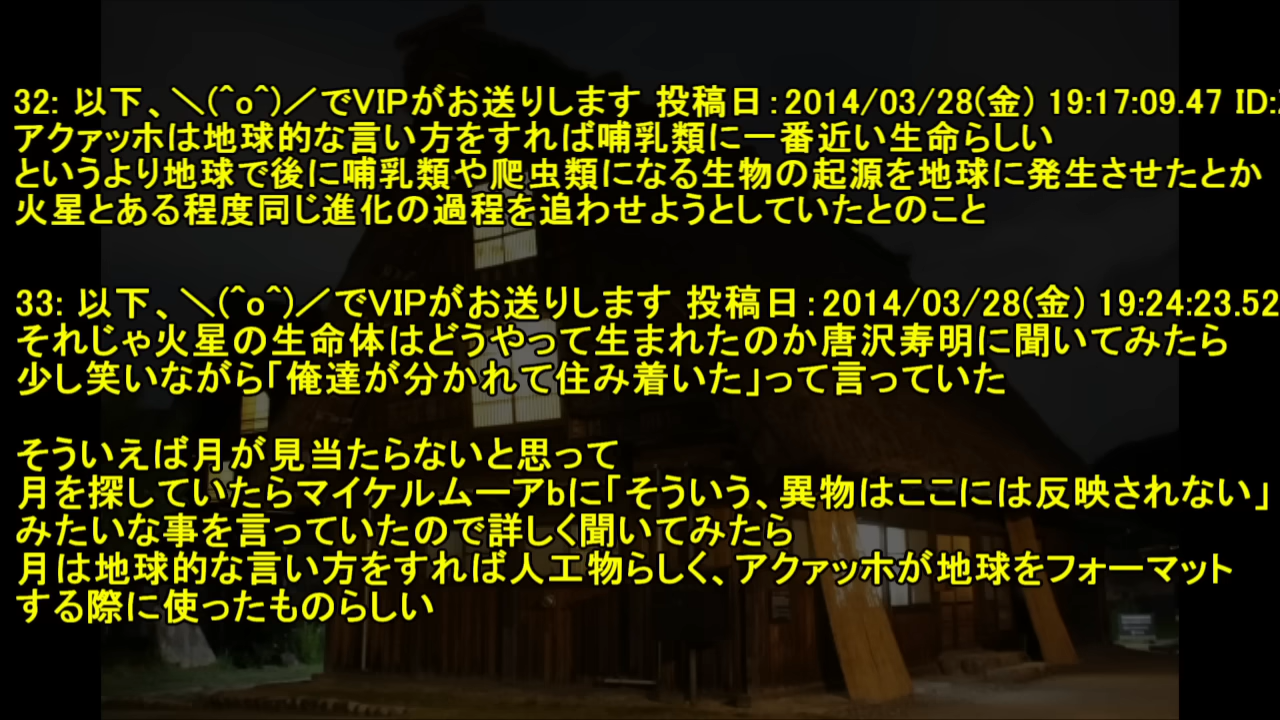 32: 以下、＼(^o^)／でVIPがお送りします 投稿日：2014/03/28(金) 19:17:09.47 ID:
アクァッホは地球的な言い方をすれば哺乳類に一番近い生命らしい
というより地球で後に哺乳類や爬虫類になる生物の起源を地球に発生させたとか
火星とある程度同じ進化の過程を追わせようとしていたとのこと
33: 以下、＼(^o^)／でVIPがお送りします 投稿日：2014/03/28(金) 19:24:23.52
それじゃ火星の生命体はどうやって生まれたのか唐沢寿明に聞いてみたら
少し笑いながら「俺達が分かれて住み着いた」って言っていた
そういえば月が見当たらないと思って
月を探していたらマイケルムーアbに「そういう、異物はここには反映されない」
みたいな事を言っていたので詳しく聞いてみたら
月は地球的な言い方をすれば人工物らしく、アクァッホが地球をフォーマット
する際に使ったものらしい